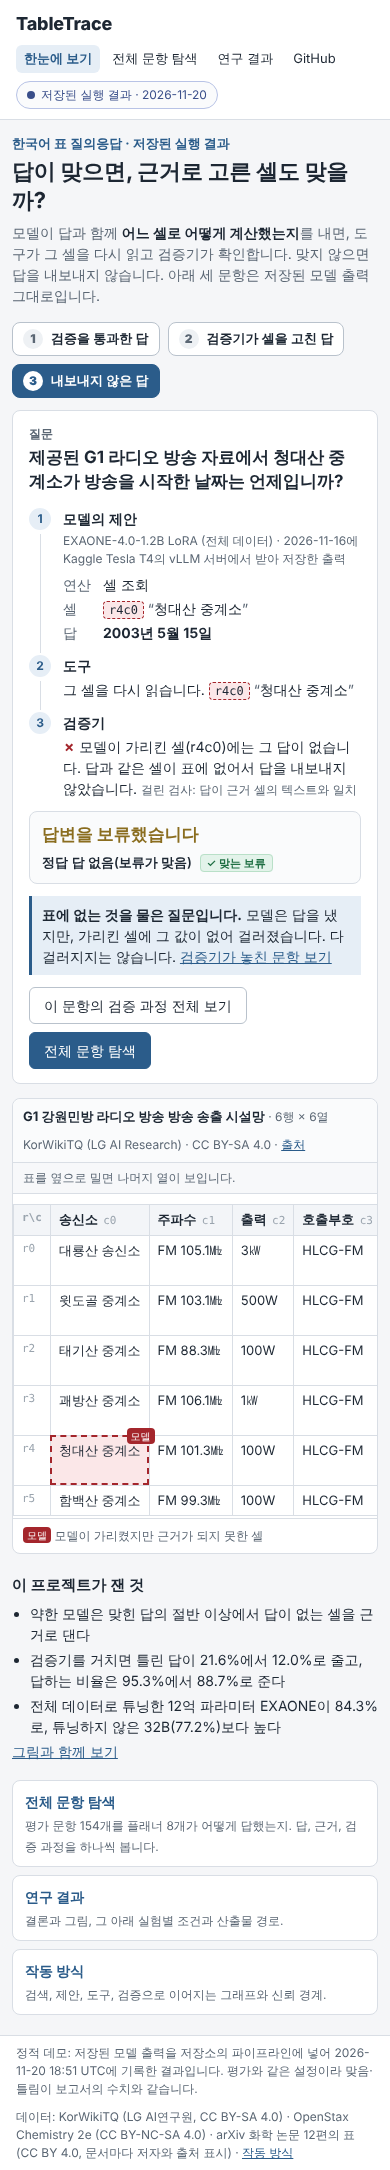 TableTrace
한눈에 보기 전체 문항 탐색 연구 결과 GitHub
저장된 실행 결과 · 2026-11-20
한국어 표 질의응답 · 저장된 실행 결과
답이 맞으면, 근거로 고른 셀도 맞을
까?
모델이 답과 함께 어느 셀로 어떻게 계산했는지를 내면, 도
구가 그 셀을 다시 읽고 검증기가 확인합니다. 맞지 않으면
답을 내보내지 않습니다. 아래 세 문항은 저장된 모델 출력
그대로입니다.
1 검증을 통과한 답 2 검증기가 셀을 고친 답
3 내보내지 않은 답
질문
제공된 G1 라디오 방송 자료에서 청대산 중
계소가 방송을 시작한 날짜는 언제입니까?
1 모델의 제안
EXAONE-4.0-1.2B LoRA (전체 데이터) · 2026-11-16에
Kaggle Tesla T4의 vLLM 서버에서 받아 저장한 출력
연산 셀 조회
셀 r4c0 “청대산 중계소”
답 2003년 5월 15일
2 도구
그 셀을 다시 읽습니다. r4c0 “청대산 중계소”
3 검증기
✗ 모델이 가리킨 셀(r4c0)에는 그 답이 없습니
다. 답과 같은 셀이 표에 없어서 답을 내보내지
않았습니다. 걸린 검사: 답이 근거 셀의 텍스트와 일치
답변을 보류했습니다
정답 답 없음(보류가 맞음) ✓ 맞는 보류
표에 없는 것을 물은 질문입니다. 모델은 답을 냈
지만, 가리킨 셀에 그 값이 없어 걸러졌습니다. 다
걸러지지는 않습니다. 검증기가 놓친 문항 보기
이 문항의 검증 과정 전체 보기
전체 문항 탐색
G1 강원민방 라디오 방송 방송 송출 시설망 · 6행 × 6열
KorWikiTQ (LG AI Research) · CC BY-SA 4.0 · 출처
표를 옆으로 밀면 나머지 열이 보입니다.
r\c 송신소 c0 주파수 c1 출력 c2 호출부호 c3
r0 대룡산 송신소 FM 105.1㎒ 3㎾ HLCG-FM
r1 윗도골 중계소 FM 103.1㎒ 500W HLCG-FM
r2 태기산 중계소 FM 88.3㎒ 100W HLCG-FM
r3 괘방산 중계소 FM 106.1㎒ 1㎾ HLCG-FM
모델
r4 청대산 중계소 FM 101.3㎒ 100W HLCG-FM
r5 함백산 중계소 FM 99.3㎒ 100W HLCG-FM
모델 모델이 가리켰지만 근거가 되지 못한 셀
이 프로젝트가 잰 것
• 약한 모델은 맞힌 답의 절반 이상에서 답이 없는 셀을 근
거로 댄다
• 검증기를 거치면 틀린 답이 21.6%에서 12.0%로 줄고,
답하는 비율은 95.3%에서 88.7%로 준다
• 전체 데이터로 튜닝한 12억 파라미터 EXAONE이 84.3%
로, 튜닝하지 않은 32B(77.2%)보다 높다
그림과 함께 보기
전체 문항 탐색
평가 문항 154개를 플래너 8개가 어떻게 답했는지. 답, 근거, 검
증 과정을 하나씩 봅니다.
연구 결과
결론과 그림, 그 아래 실험별 조건과 산출물 경로.
작동 방식
검색, 제안, 도구, 검증으로 이어지는 그래프와 신뢰 경계.
정적 데모: 저장된 모델 출력을 저장소의 파이프라인에 넣어 2026-
11-20 18:51 UTC에 기록한 결과입니다. 평가와 같은 설정이라 맞음·
틀림이 보고서의 수치와 같습니다.
데이터: KorWikiTQ (LG AI연구원, CC BY-SA 4.0) · OpenStax
Chemistry 2e (CC BY-NC-SA 4.0) · arXiv 화학 논문 12편의 표
(CC BY 4.0, 문서마다 저자와 출처 표시) · 작동 방식